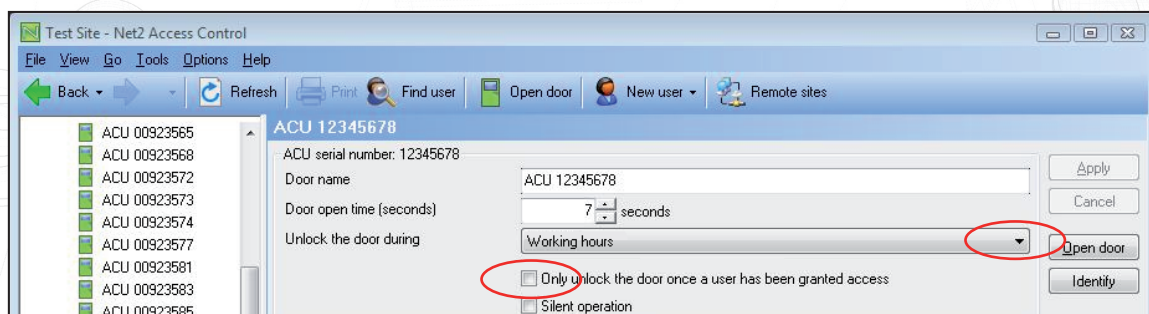 Test Site - Net2 Access Control
File View Go Tools Options Help
Back Refresh Print Find user Open door New user Remote sites
ACU 00923565
ACU 00923568
ACU 00923572
ACU 00923573
ACU 00923574
ACU 00923577
ACU 00923581
ACU 00923583
ACU 00923585
ACU 12345678
ACU serial number: 12345678
Door name ACU 12345678
Door open time (seconds) 7 seconds
Unlock the door during Working hours
Only unlock the door once a user has been granted access
Silent operation
Apply
Cancel
Open door
Identify